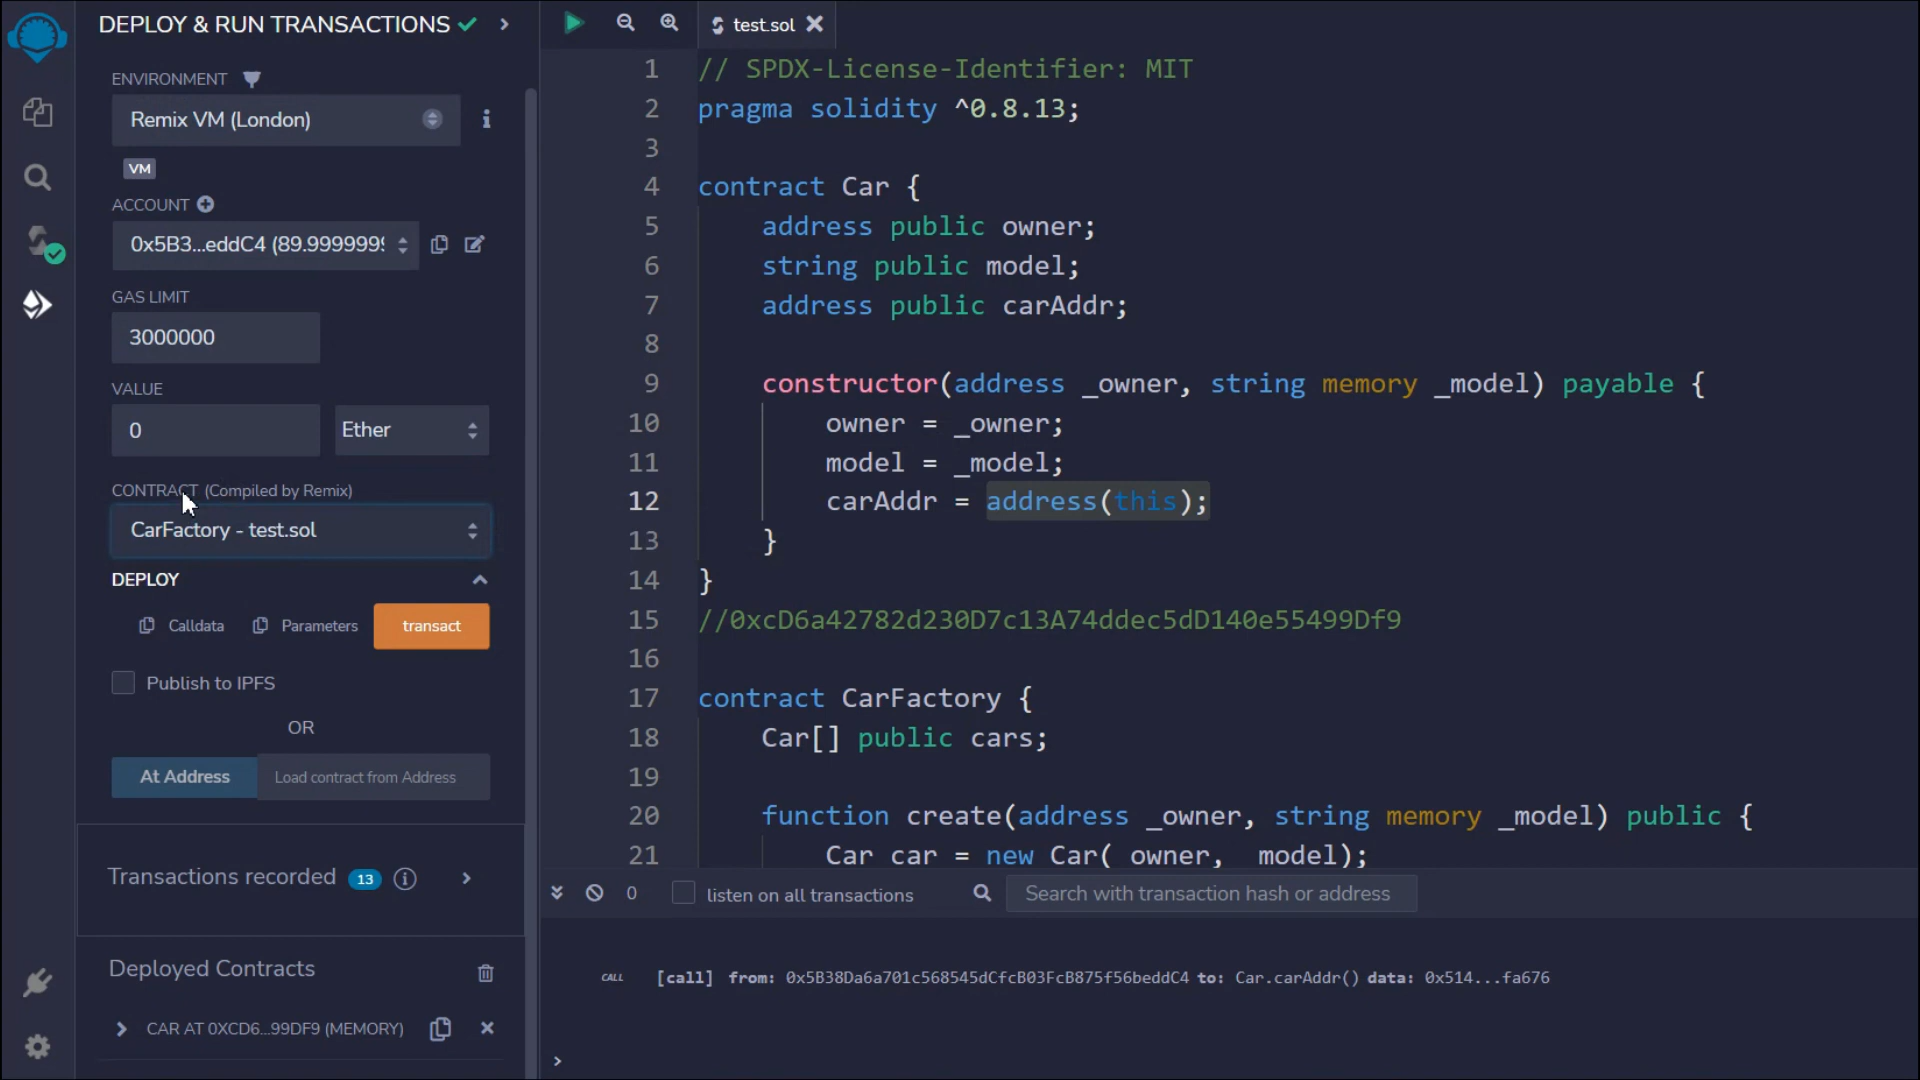 DEPLOY & RUN TRANSACTIONS
ENVIRONMENT
Remix VM (London)
VM
ACCOUNT
0x5B3...eddC4 (89.9999999
GAS LIMIT
3000000
VALUE
0
Ether
CONTRACT (Compiled by Remix)
CarFactory - test.sol
DEPLOY
Calldata
Parameters
transact
Publish to IPFS
OR
At Address
Load contract from Address
Transactions recorded 13
Deployed Contracts
CAR AT 0XCD6...99DF9 (MEMORY)
test.sol
1 // SPDX-License-Identifier: MIT
2 pragma solidity ^0.8.13;
3
4 contract Car {
5 address public owner;
6 string public model;
7 address public carAddr;
8
9 constructor(address _owner, string memory _model) payable {
10 owner = _owner;
11 model = _model;
12 carAddr = address(this);
13 }
14 }
15 //0xcD6a42782d230D7c13A74ddec5dD140e55499Df9
16
17 contract CarFactory {
18 Car[] public cars;
19
20 function create(address _owner, string memory _model) public {
21 Car car = new Car(_owner, _model);
0
listen on all transactions
Search with transaction hash or address
CALL [call] from: 0x5B38Da6a701c568545dCfcB03FcB875f56beddC4 to: Car.carAddr() data: 0x514...fa676
>